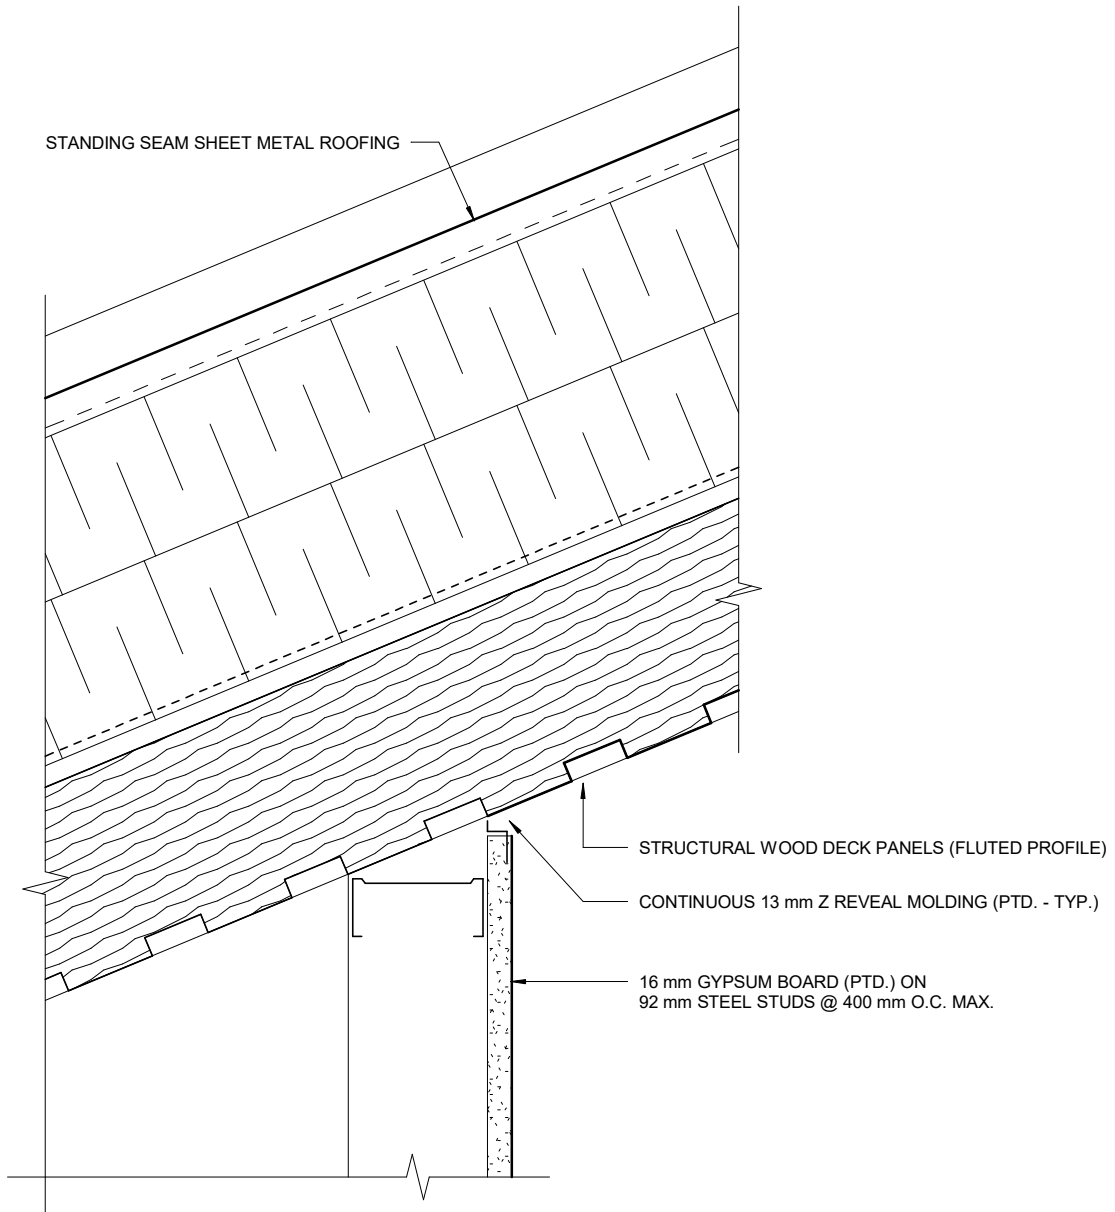 STANDING SEAM SHEET METAL ROOFING
STRUCTURAL WOOD DECK PANELS (FLUTED PROFILE)
CONTINUOUS 13 mm Z REVEAL MOLDING (PTD. - TYP.)
16 mm GYPSUM BOARD (PTD.) ON
92 mm STEEL STUDS @ 400 mm O.C. MAX.